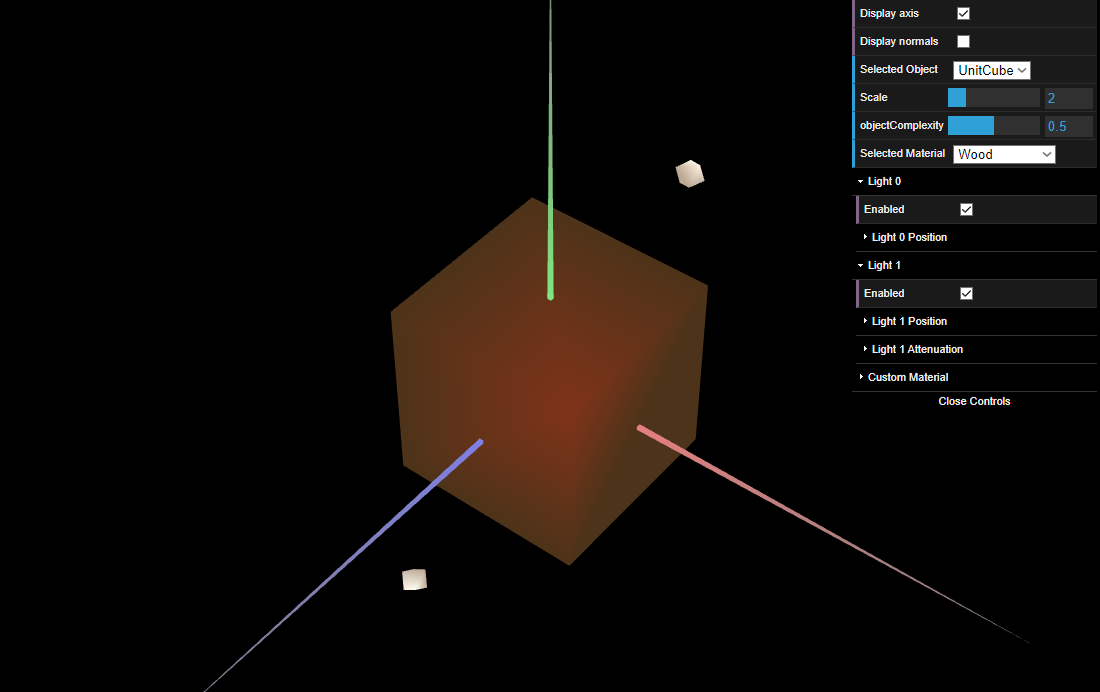 Display axis
Display normals
Selected Object UnitCube
Scale 2
objectComplexity 0.5
Selected Material Wood
Light 0
Enabled
Light 0 Position
Light 1
Enabled
Light 1 Position
Light 1 Attenuation
Custom Material
Close Controls